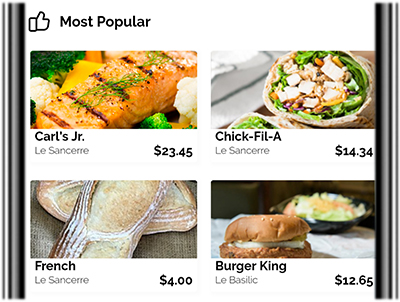 Most Popular
Carl's Jr.
Le Sancerre $23.45
Chick-Fil-A
Le Sancerre $14.34
French
Le Sancerre $4.00
Burger King
Le Basilic $12.65